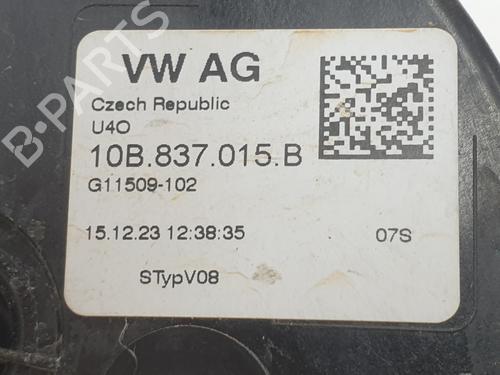 VW AG
Czech Republic
U4O
10B.837.015.B
G11509-102
15.12.23 12:38:35 07S
STypV08
B-PARTS